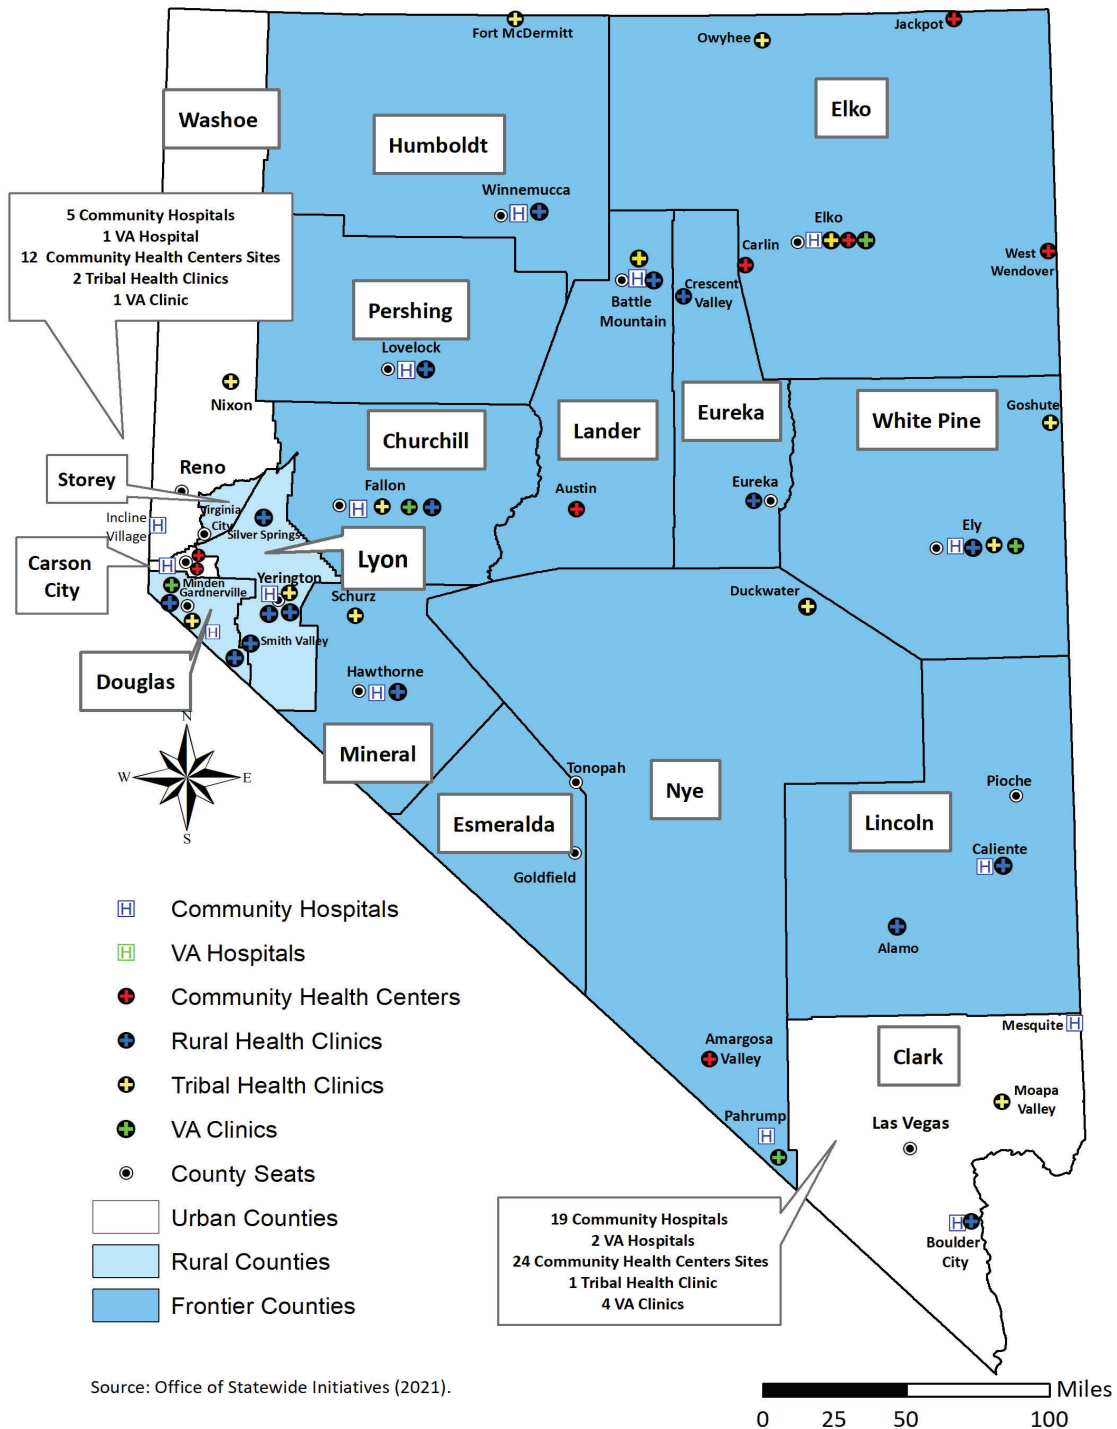 Fort McDermitt
Owyhee
Jackpot
Washoe
Humboldt
Elko
Winnemucca
5 Community Hospitals
1 VA Hospital
12  Community Health Centers Sites
2 Tribal Health Clinics
1 VA Clinic
Elko
Carlin
West
Wendover
Crescent
Valley
Battle
Mountain
Pershing
Lovelock
Nixon
Churchill
Lander
Eureka
White Pine
Goshute
Reno
Storey
Fallon
Austin
Eureka
Ely
Virginia
City
Silver Springs
Incline
Village
Carson
City
Lyon
Minden
Gardnerville
Yerington
Schurz
Duckwater
Smith Valley
Douglas
Hawthorne
Mineral
N
W
E
S
Tonopah
Nye
Pioche
Esmeralda
Lincoln
Goldfield
Caliente
Alamo
H Community Hospitals
H VA Hospitals
Community Health Centers
Rural Health Clinics
Tribal Health Clinics
VA Clinics
County Seats
Urban Counties
Rural Counties
Frontier Counties
Mesquite
Amargosa
Valley
Clark
Moapa
Valley
Pahrump
Las Vegas
19 Community Hospitals
2 VA Hospitals
24 Community Health Centers Sites
1 Tribal Health Clinic
4 VA Clinics
Boulder
City
Source: Office of Statewide Initiatives (2021).
Miles
0 25 50 100